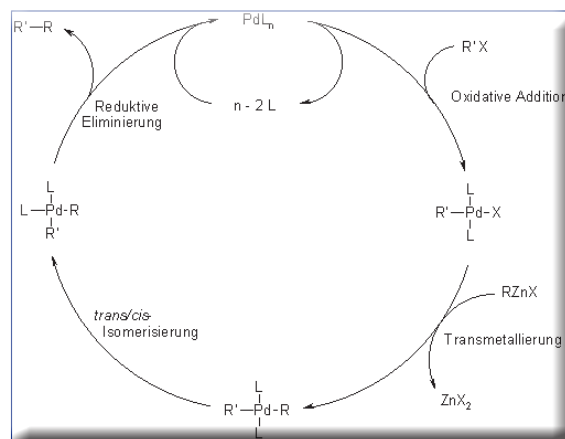 R'—R
PdLn
R'X
Reduktive
Eliminierung
n - 2 L
Oxidative Addition
L
L—Pd-R
R'
L
R'—Pd-X
L
trans/cis-
Isomerisierung
RZnX
Transmetallierung
ZnX2
L
R'—Pd-R
L